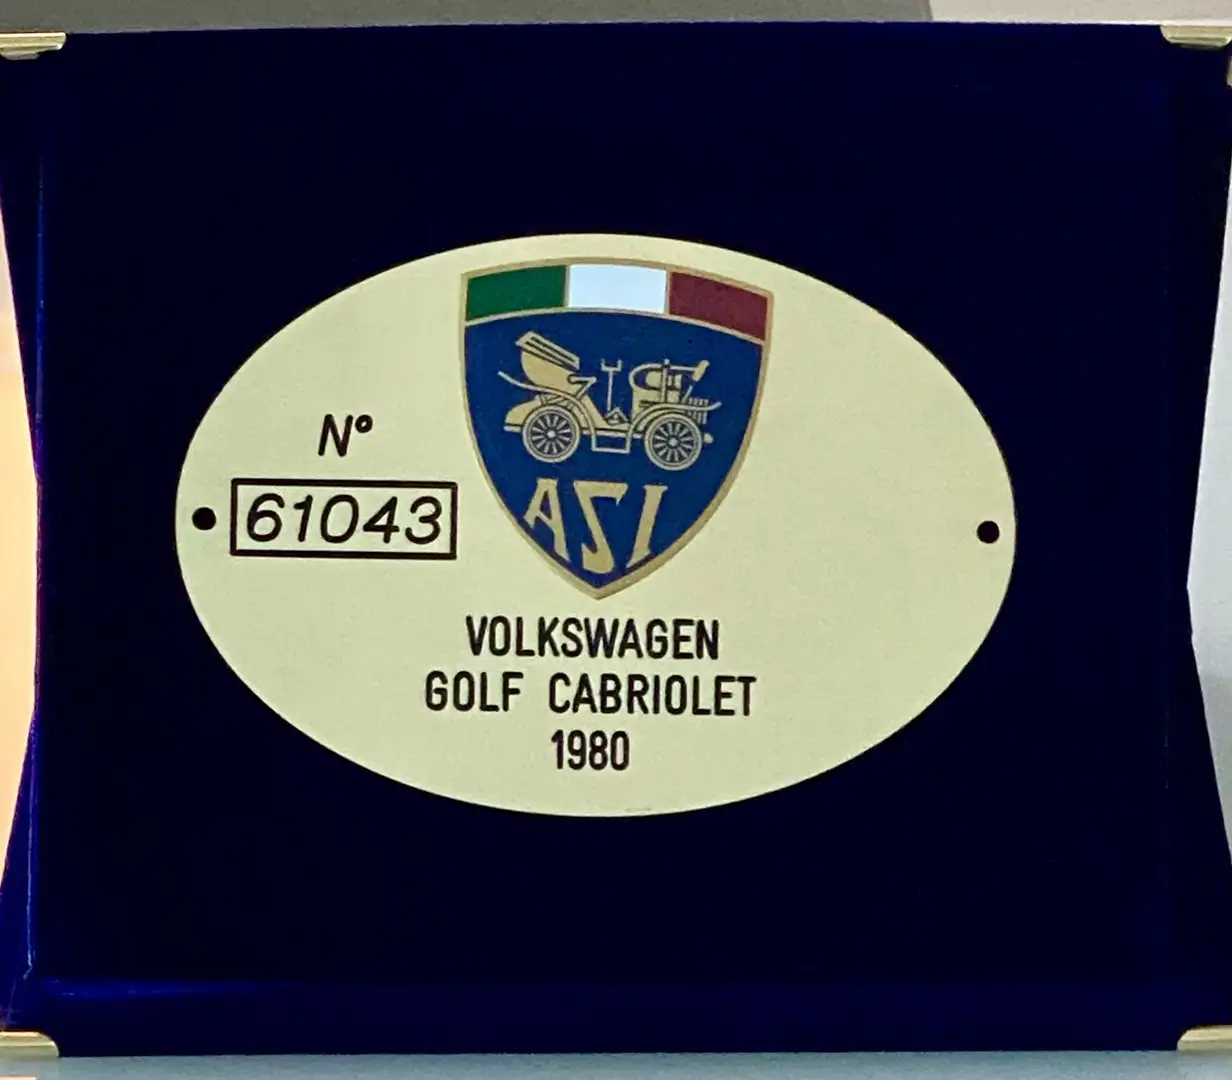 N°
61043
ASI
VOLKSWAGEN
GOLF CABRIOLET
1980